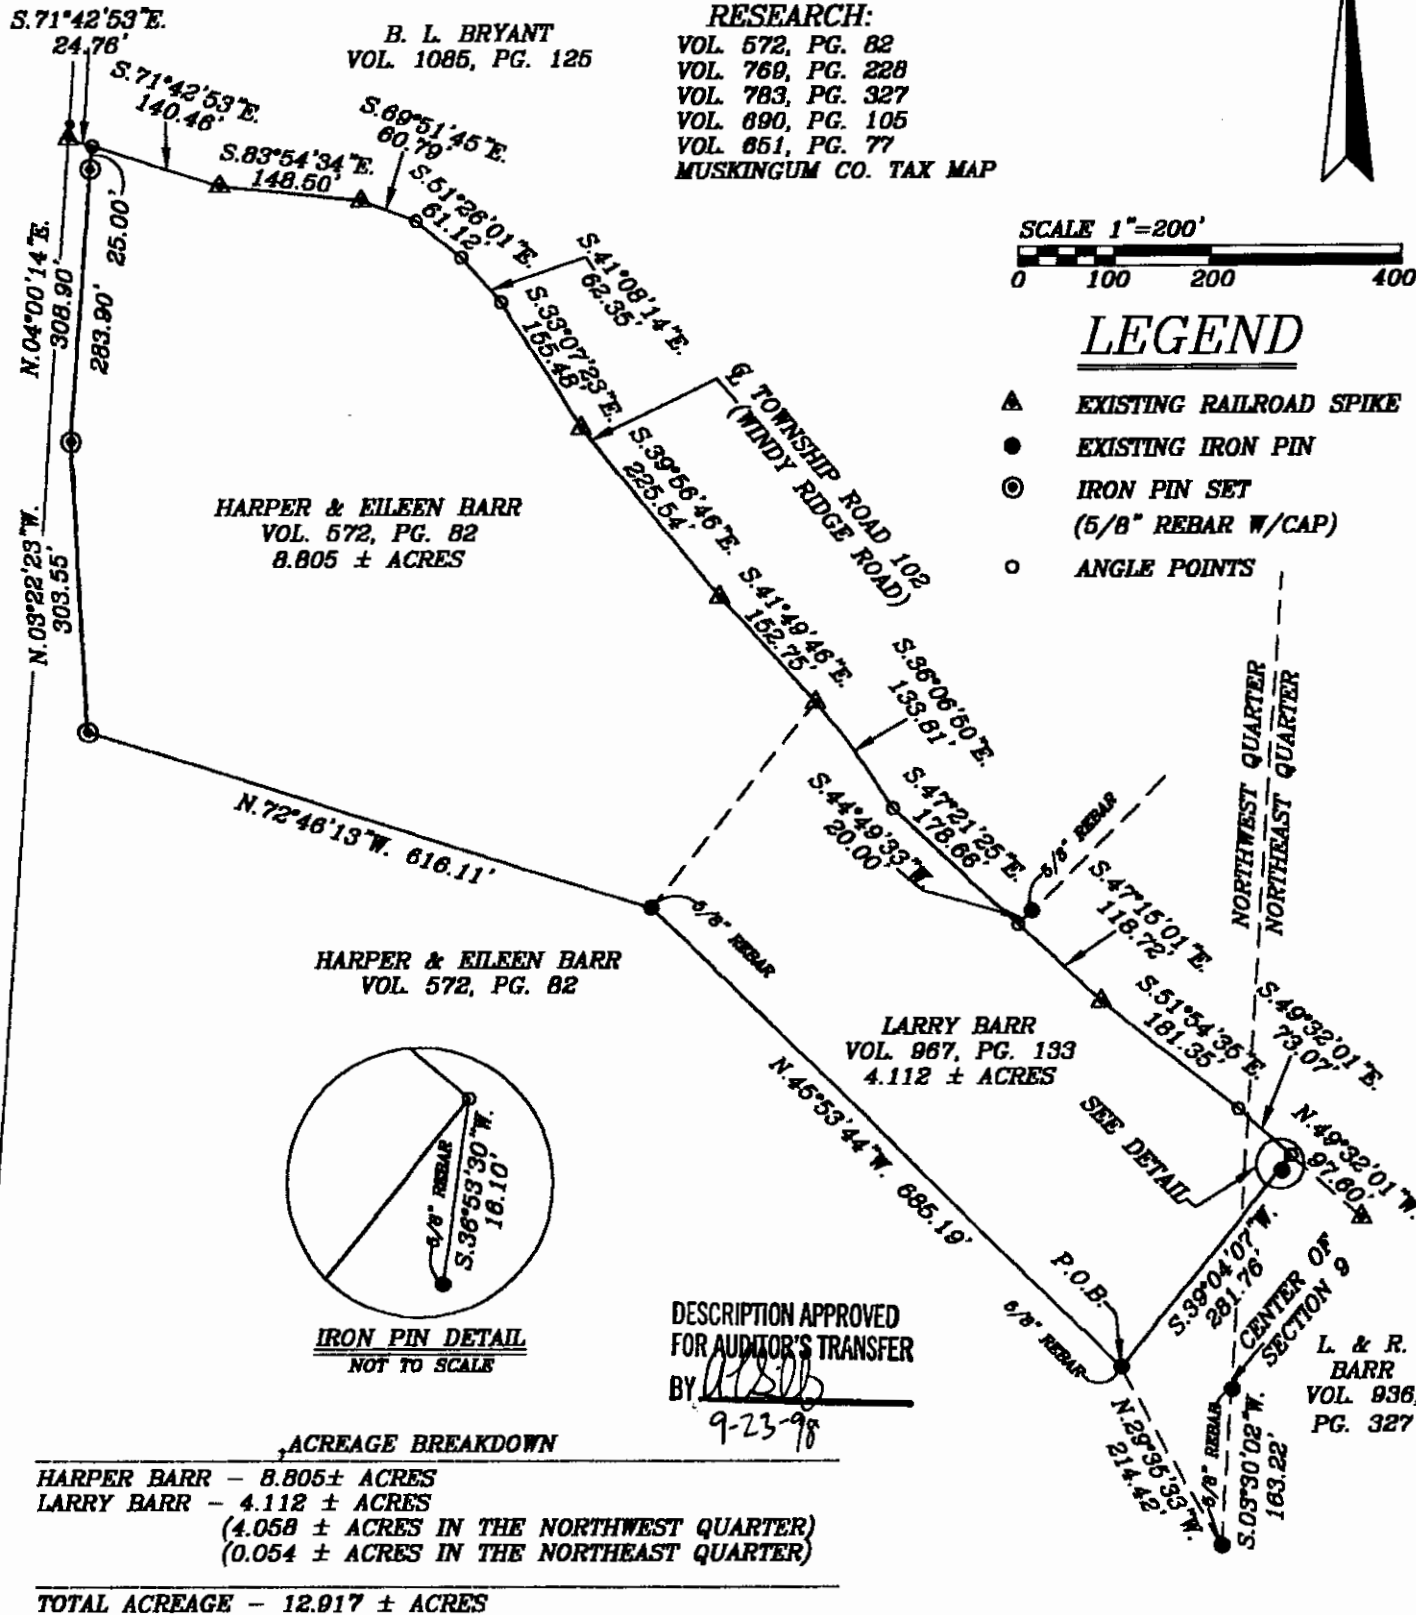 S.71°42'53"E.
24.76'
B. L. BRYANT
VOL. 1085, PG. 125
RESEARCH:
VOL. 572, PG. 82
VOL. 769, PG. 228
VOL. 783, PG. 327
VOL. 690, PG. 105
VOL. 651, PG. 77
MUSKINGUM CO. TAX MAP
S.71°42'53"E.
140.46'
S.83°54'34"E.
148.50'
S.69°51'45"E.
60.79'
S.51°26'01"E.
61.12'
S.41°08'14"E.
62.35'
S.33°07'23"E.
155.48'
N.04°00'14"E.
308.90'
283.90'
25.00'
SCALE 1"=200'
0 100 200 400
LEGEND
EXISTING RAILROAD SPIKE
EXISTING IRON PIN
IRON PIN SET
(5/8" REBAR W/CAP)
ANGLE POINTS
℄ TOWNSHIP ROAD 102
(WINDY RIDGE ROAD)
S.39°56'46"E.
225.54'
HARPER & EILEEN BARR
VOL. 572, PG. 82
8.805 ± ACRES
N.03°22'23"W.
303.55'
S.41°49'46"E.
152.75'
S.36°06'50"E.
133.81'
S.47°21'25"E.
178.66'
S.44°49'33"W.
20.00'
5/8" REBAR
NORTHWEST QUARTER
NORTHEAST QUARTER
N.72°46'13"W. 616.11'
5/8" REBAR
S.47°15'01"E.
118.72'
HARPER & EILEEN BARR
VOL. 572, PG. 82
S.51°54'35"E.
181.35'
S.49°32'01"E.
73.07'
LARRY BARR
VOL. 967, PG. 133
4.112 ± ACRES
N.45°53'44"W. 685.19'
SEE DETAIL
N.49°32'01"W.
97.60'
5/8" REBAR
S.36°53'30"W.
16.10'
IRON PIN DETAIL
NOT TO SCALE
S.39°04'07"W.
281.76'
P.O.B.
5/8" REBAR
CENTER OF
SECTION 9
L. & R.
BARR
VOL. 936,
PG. 327
N.29°35'33"W.
214.42'
5/8" REBAR
S.03°30'02"W.
163.22'
DESCRIPTION APPROVED
FOR AUDITOR'S TRANSFER
BY
9-23-98
ACREAGE BREAKDOWN
HARPER BARR - 8.805± ACRES
LARRY BARR - 4.112 ± ACRES
(4.058 ± ACRES IN THE NORTHWEST QUARTER)
(0.054 ± ACRES IN THE NORTHEAST QUARTER)
TOTAL ACREAGE - 12.917 ± ACRES